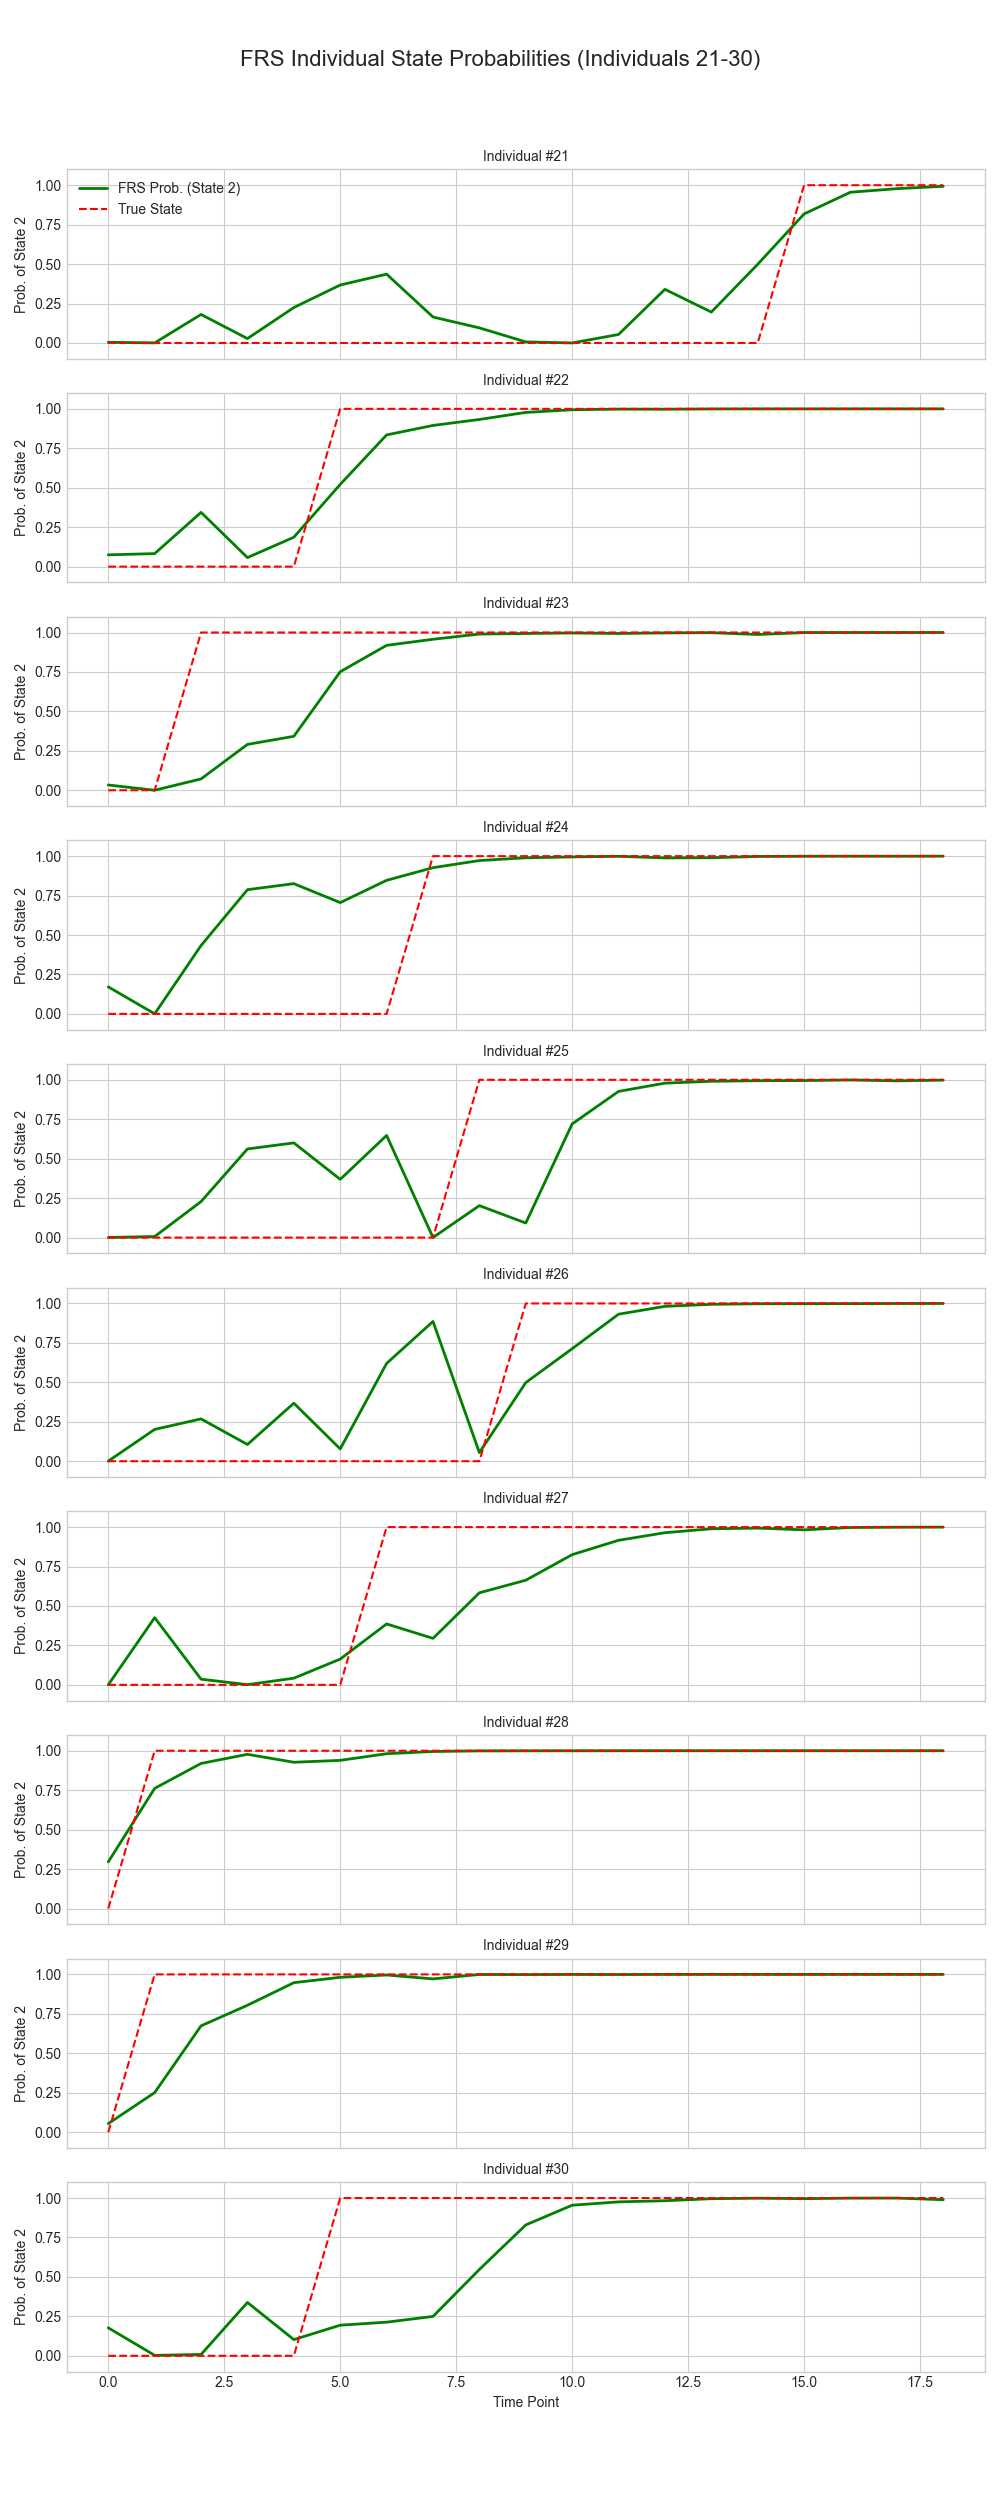 FRS Individual State Probabilities (Individuals 21-30)
Individual #21
FRS Prob. (State 2)
True State
Prob. of State 2
1.00
0.75
0.50
0.25
0.00
Individual #22
Prob. of State 2
1.00
0.75
0.50
0.25
0.00
Individual #23
Prob. of State 2
1.00
0.75
0.50
0.25
0.00
Individual #24
Prob. of State 2
1.00
0.75
0.50
0.25
0.00
Individual #25
Prob. of State 2
1.00
0.75
0.50
0.25
0.00
Individual #26
Prob. of State 2
1.00
0.75
0.50
0.25
0.00
Individual #27
Prob. of State 2
1.00
0.75
0.50
0.25
0.00
Individual #28
Prob. of State 2
1.00
0.75
0.50
0.25
0.00
Individual #29
Prob. of State 2
1.00
0.75
0.50
0.25
0.00
Individual #30
Prob. of State 2
1.00
0.75
0.50
0.25
0.00
0.0 2.5 5.0 7.5 10.0 12.5 15.0 17.5
Time Point